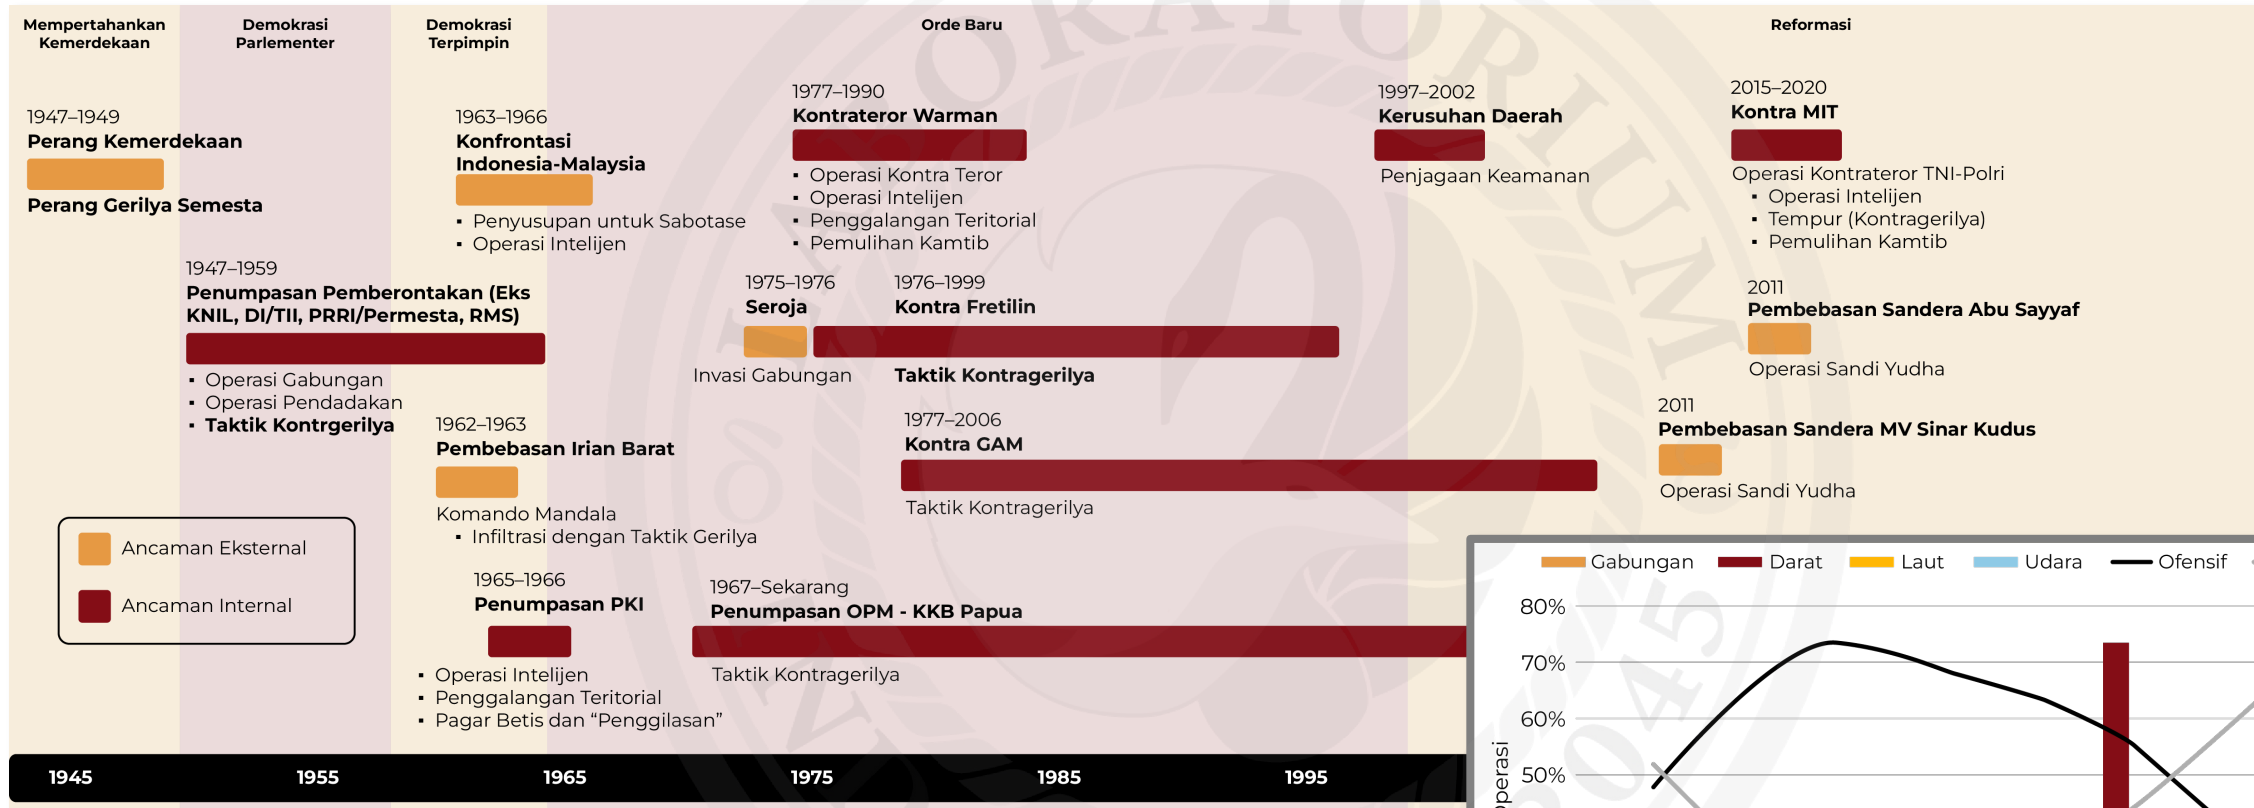 Mempertahankan
Kemerdekaan
Demokrasi
Parlementer
Demokrasi
Terpimpin
Orde Baru
Reformasi
1947–1949
Perang Kemerdekaan
Perang Gerilya Semesta
1963–1966
Konfrontasi
Indonesia-Malaysia
▪ Penyusupan untuk Sabotase
▪ Operasi Intelijen
1977–1990
Kontrateror Warman
▪ Operasi Kontra Teror
▪ Operasi Intelijen
▪ Penggalangan Teritorial
▪ Pemulihan Kamtib
1997–2002
Kerusuhan Daerah
Penjagaan Keamanan
2015–2020
Kontra MIT
Operasi Kontrateror TNI-Polri
▪ Operasi Intelijen
▪ Tempur (Kontragerilya)
▪ Pemulihan Kamtib
1947–1959
Penumpasan Pemberontakan (Eks
KNIL, DI/TII, PRRI/Permesta, RMS)
▪ Operasi Gabungan
▪ Operasi Pendadakan
▪ Taktik Kontrgerilya
1975–1976
Seroja
Invasi Gabungan
1976–1999
Kontra Fretilin
Taktik Kontragerilya
2011
Pembebasan Sandera Abu Sayyaf
Operasi Sandi Yudha
1962–1963
Pembebasan Irian Barat
Komando Mandala
▪ Infiltrasi dengan Taktik Gerilya
1977–2006
Kontra GAM
Taktik Kontragerilya
2011
Pembebasan Sandera MV Sinar Kudus
Operasi Sandi Yudha
Ancaman Eksternal
Ancaman Internal
1965–1966
Penumpasan PKI
▪ Operasi Intelijen
▪ Penggalangan Teritorial
▪ Pagar Betis dan “Penggilasan”
1967–Sekarang
Penumpasan OPM - KKB Papua
Taktik Kontragerilya
Gabungan Darat Laut Udara Ofensif
80%
70%
60%
50%
1945 1955 1965 1975 1985 1995